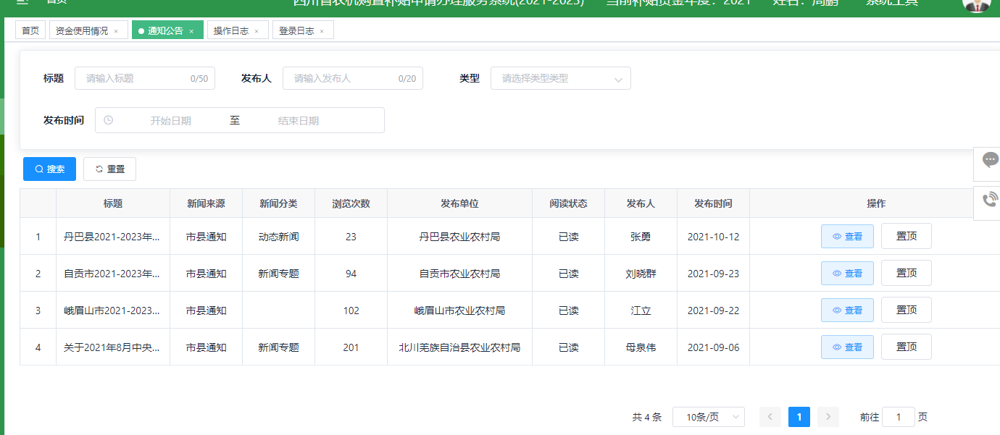 首页 四川省农机购置补贴申请办理服务系统(2021-2023) 当前补贴资金年度：2021 姓名：周鹏 系统工具
首页 资金使用情况 × 通知公告 × 操作日志 × 登录日志 ×
标题 请输入标题 0/50 发布人 请输入发布人 0/20 类型 请选择类型类型
发布时间 开始日期 至 结束日期
搜索 重置
标题 新闻来源 新闻分类 浏览次数 发布单位 阅读状态 发布人 发布时间 操作
1 丹巴县2021-2023年... 市县通知 动态新闻 23 丹巴县农业农村局 已读 张勇 2021-10-12 查看 置顶
2 自贡市2021-2023年... 市县通知 新闻专题 94 自贡市农业农村局 已读 刘晓群 2021-09-23 查看 置顶
3 峨眉山市2021-2023... 市县通知 102 峨眉山市农业农村局 已读 江立 2021-09-22 查看 置顶
4 关于2021年8月中央... 市县通知 新闻专题 201 北川羌族自治县农业农村局 已读 母泉伟 2021-09-06 查看 置顶
共 4 条 10条/页 1 前往 1 页